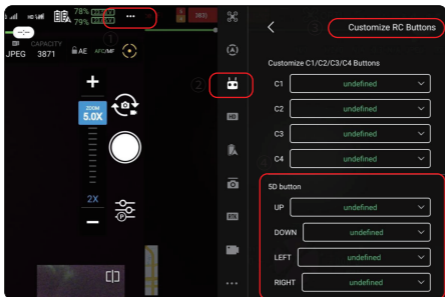 78%
79%
JPEG
CAPACITY
3871
AE
AFC/MF
ZOOM
5.0X
2X
P
②
HD
Customize RC Buttons
Customize C1/C2/C3/C4 Buttons
C1 undefined
C2 undefined
C3 undefined
C4 undefined
5D button
UP undefined
DOWN undefined
LEFT undefined
RIGHT undefined